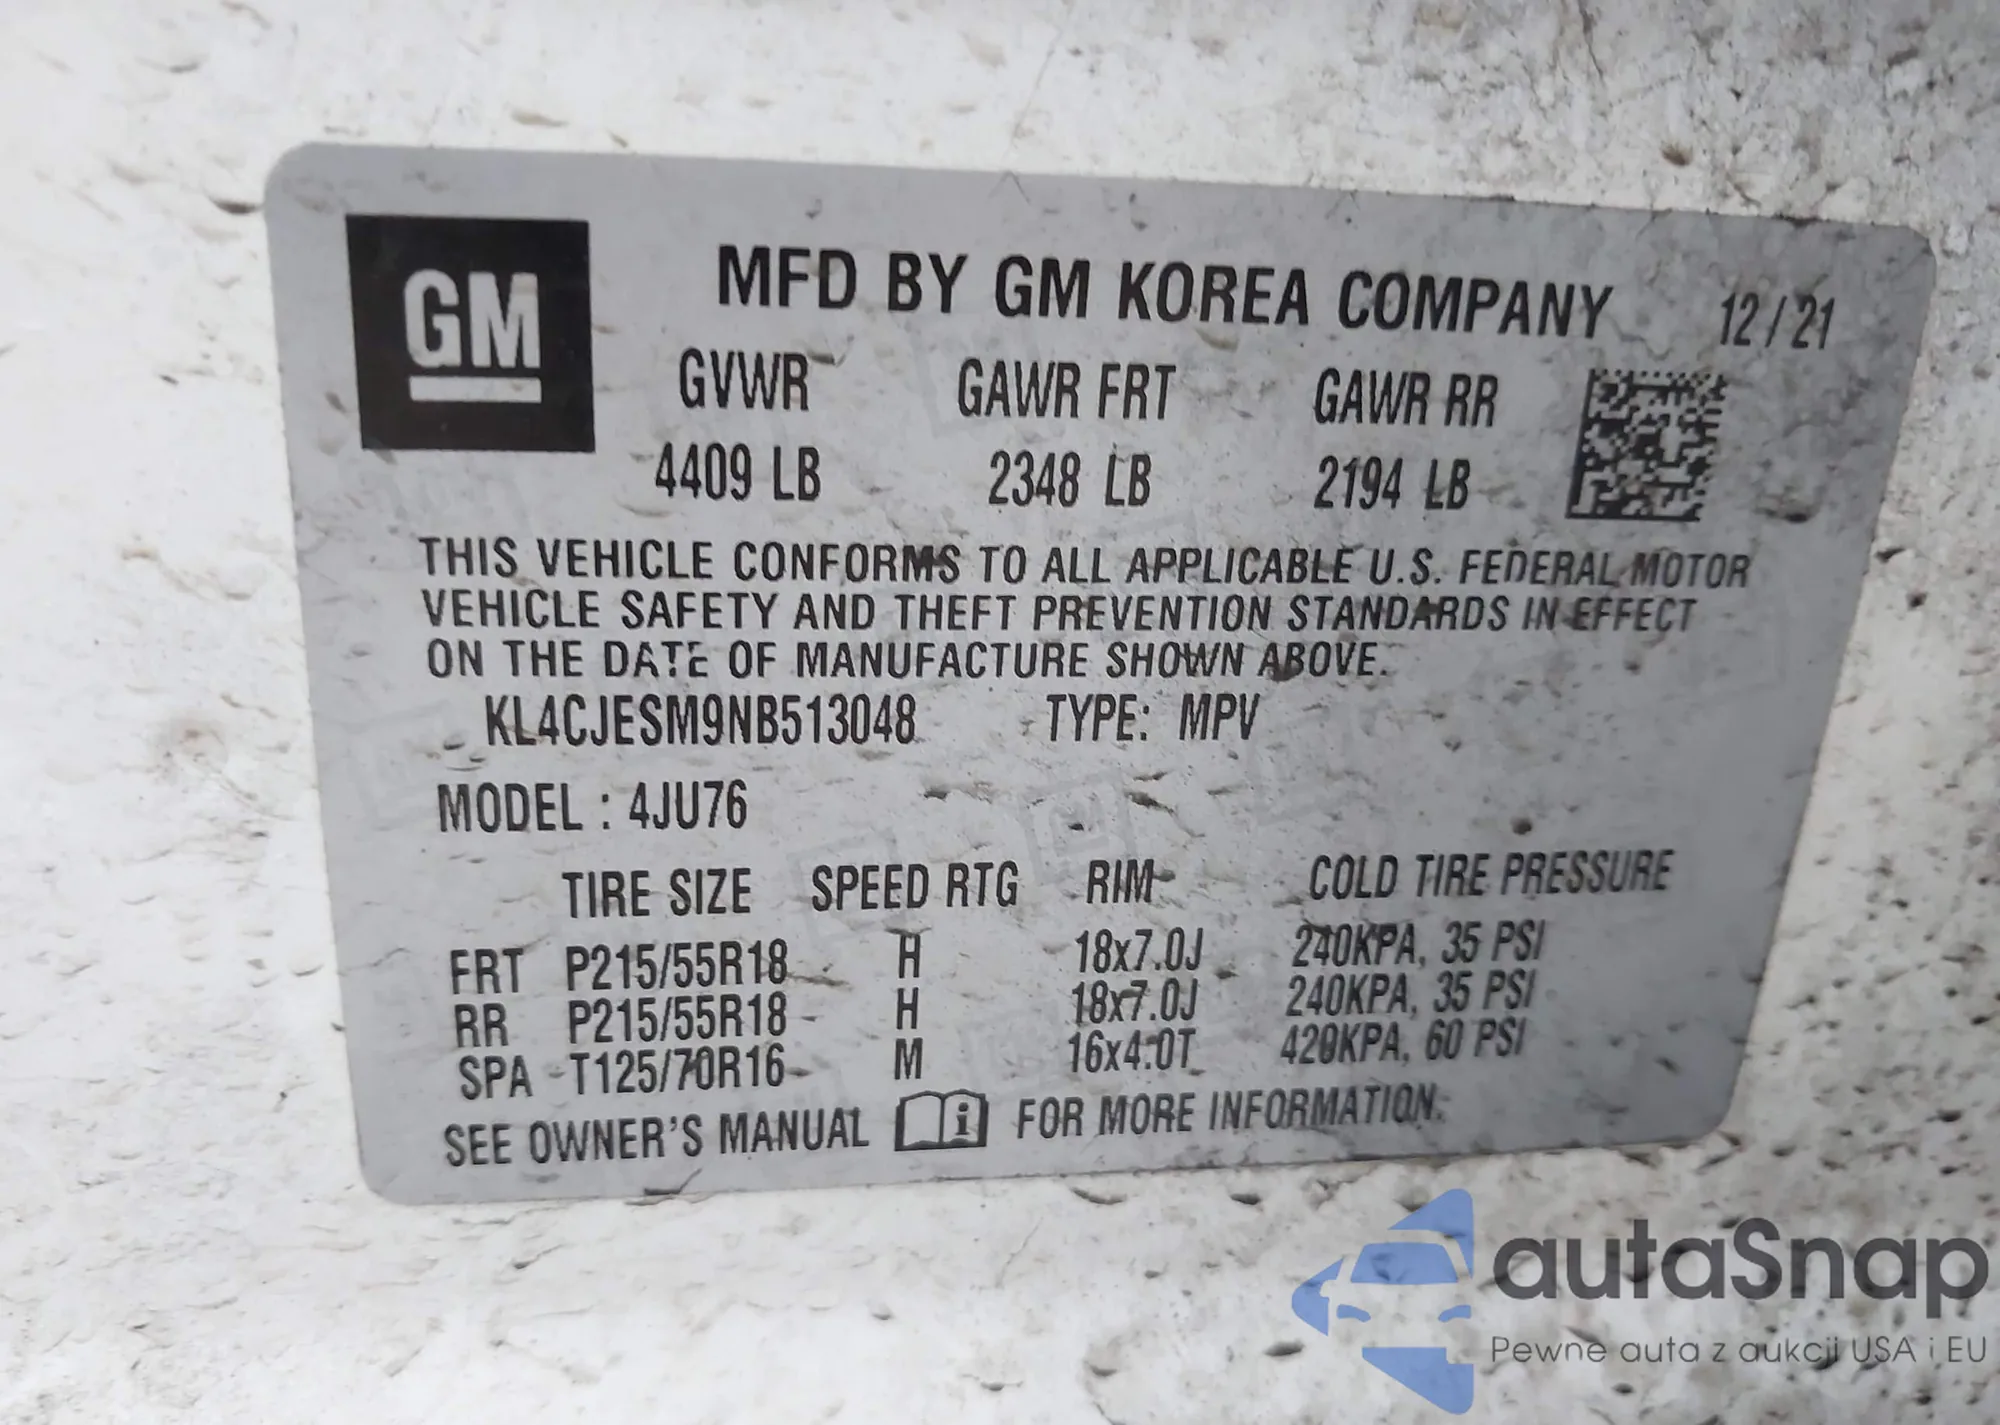 GM
MFD BY GM KOREA COMPANY 12/21
GVWR GAWR FRT GAWR RR
4409 LB 2348 LB 2194 LB
THIS VEHICLE CONFORMS TO ALL APPLICABLE U.S. FEDERAL MOTOR
VEHICLE SAFETY AND THEFT PREVENTION STANDARDS IN EFFECT
ON THE DATE OF MANUFACTURE SHOWN ABOVE.
KL4CJESM9NB513048 TYPE: MPV
MODEL : 4JU76
TIRE SIZE SPEED RTG RIM COLD TIRE PRESSURE
FRT P215/55R18 H 18x7.0J 240KPA, 35 PSI
RR P215/55R18 H 18x7.0J 240KPA, 35 PSI
SPA T125/70R16 M 16x4.0T 420KPA, 60 PSI
SEE OWNER'S MANUAL i FOR MORE INFORMATION.
autaSnap
Pewne auta z aukcji USA i EU